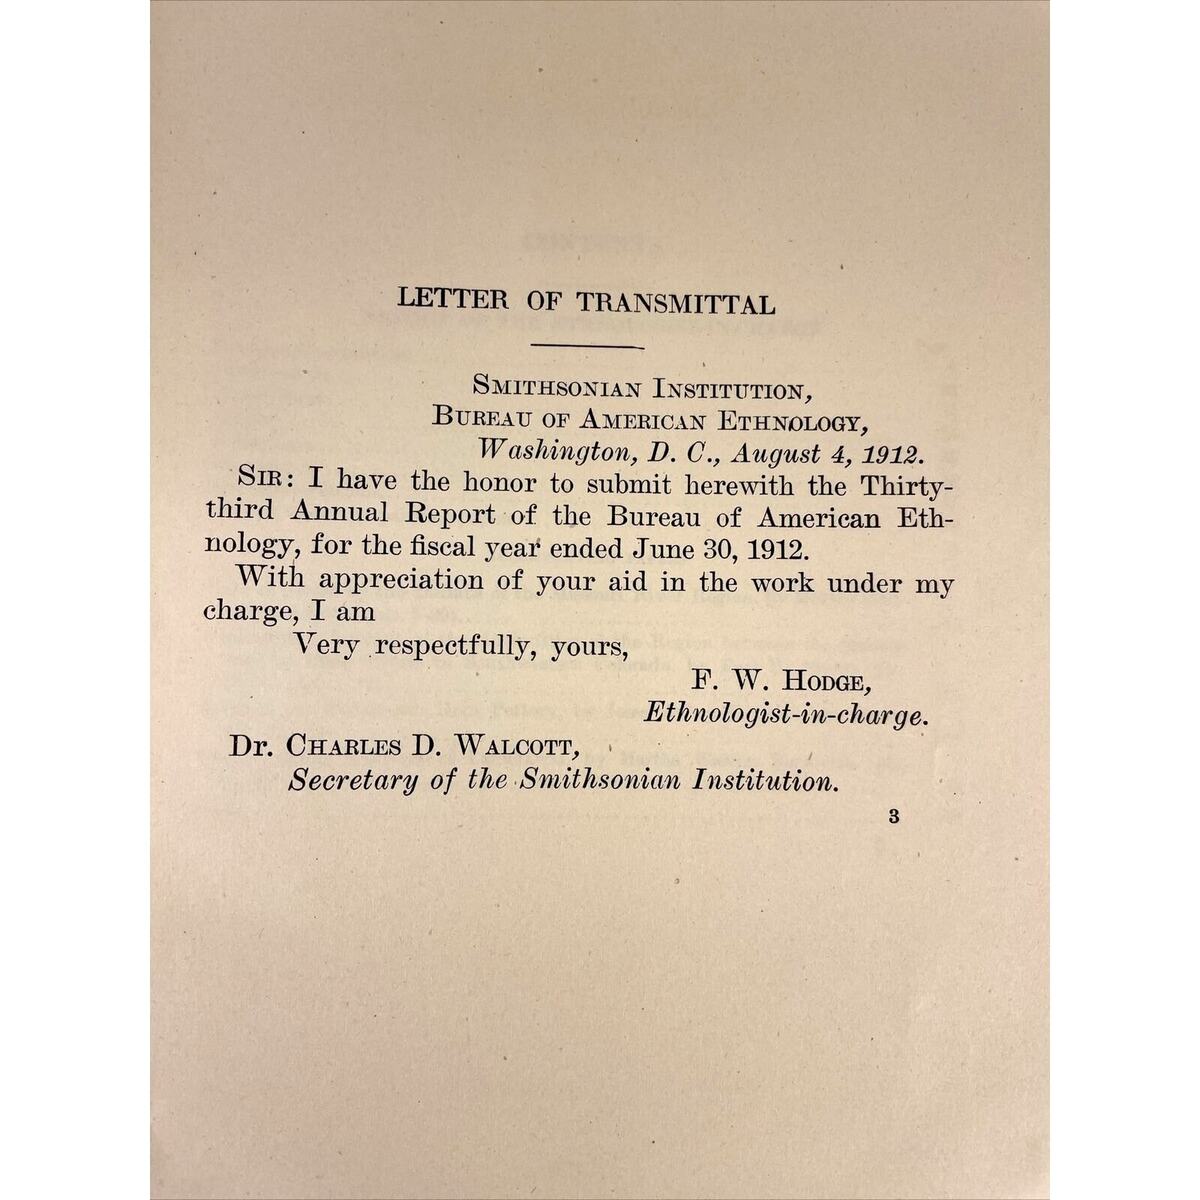 LETTER OF TRANSMITTAL
SMITHSONIAN INSTITUTION,
BUREAU OF AMERICAN ETHNOLOGY,
Washington, D. C., August 4, 1912.
SIR: I have the honor to submit herewith the Thirty-
third Annual Report of the Bureau of American Eth-
nology, for the fiscal year ended June 30, 1912.
With appreciation of your aid in the work under my
charge, I am
Very respectfully, yours,
F. W. HODGE,
Ethnologist-in-charge.
Dr. CHARLES D. WALCOTT,
Secretary of the Smithsonian Institution.
3